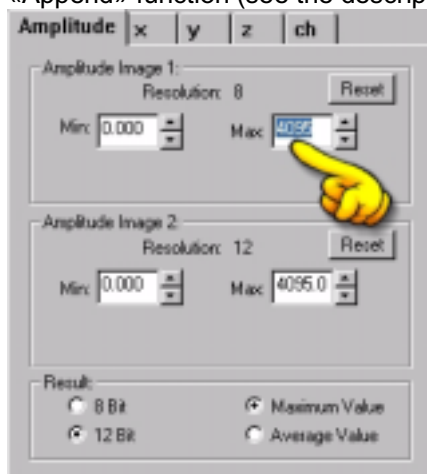 «Append» function (see the descrip
Amplitude x y z ch
Amplitude Image 1:
Resolution: 8 Reset
Min: 0.000 Max: 4095
Amplitude Image 2
Resolution: 12 Reset
Min: 0.000 Max: 4095.0
Result:
8 Bit Maximum Value
12 Bit Average Value